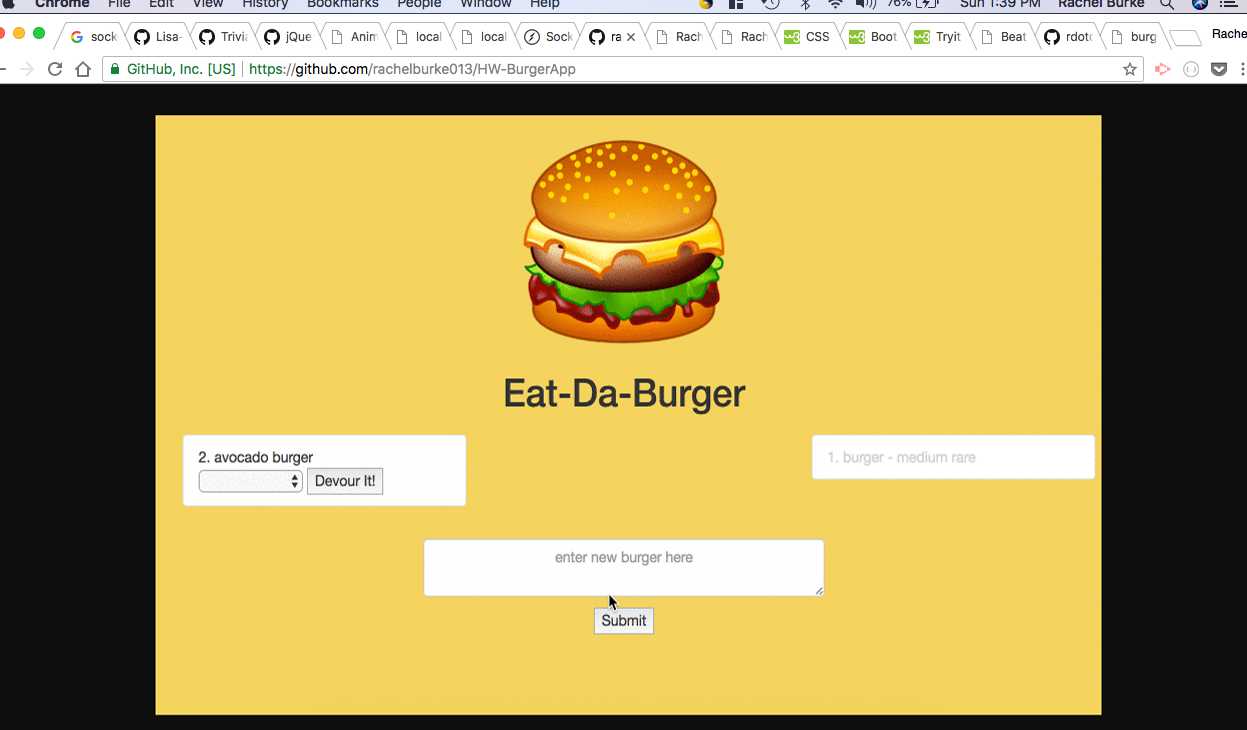 Chrome File Edit View History Bookmarks People Window Help 76% Sun 1:39 PM Rachel Burke
sock Lisa- Trivi jQue Anim local local Sock ra Rach Rach CSS Boot Tryit Beat rdot burg Rache
GitHub, Inc. [US] https://github.com/rachelburke013/HW-BurgerApp
Eat-Da-Burger
2. avocado burger
Devour It!
1. burger - medium rare
enter new burger here
Submit